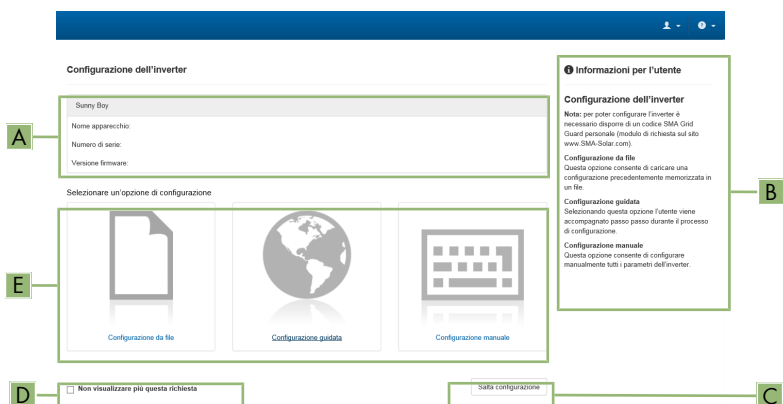 Configurazione dell'inverter
Sunny Boy
Nome apparecchio:
Numero di serie:
Versione firmware:
A
Selezionare un'opzione di configurazione
Configurazione da file
Configurazione guidata
Configurazione manuale
E
Non visualizzare più questa richiesta
D
Salta configurazione
C
Informazioni per l'utente
Configurazione dell'inverter
Nota: per poter configurare l'inverter è
necessario disporre di un codice SMA Grid
Guard personale (modulo di richiesta sul sito
www.SMA-Solar.com).
Configurazione da file
Questa opzione consente di caricare una
configurazione precedentemente memorizzata in
un file.
Configurazione guidata
Selezionando questa opzione l'utente viene
accompagnato passo passo durante il processo
di configurazione.
Configurazione manuale
Questa opzione consente di configurare
manualmente tutti i parametri dell'inverter.
B